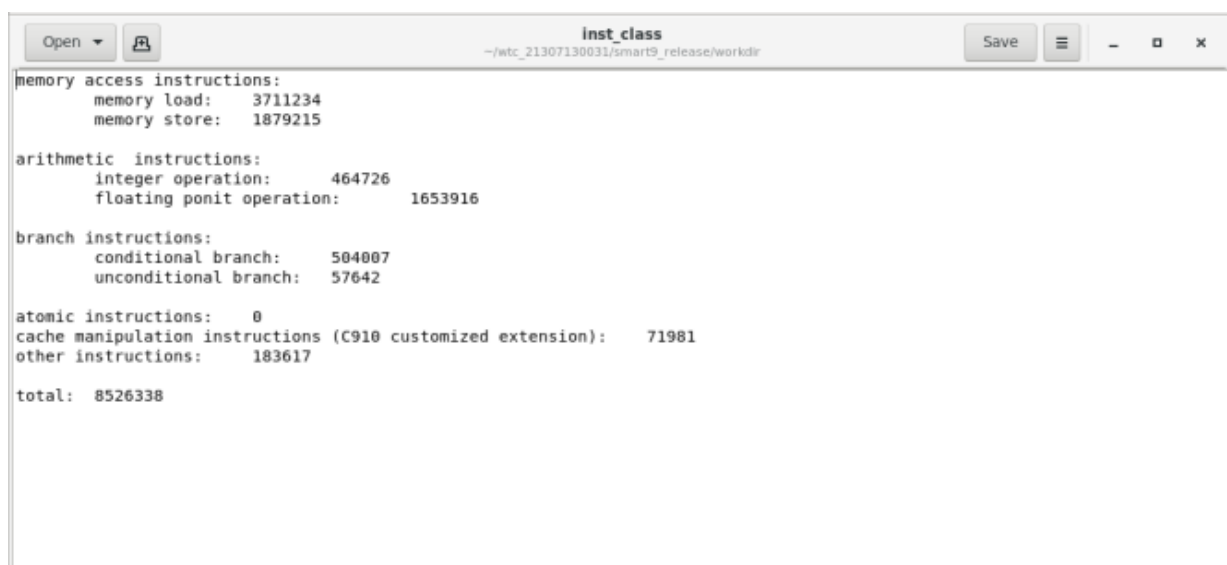 Open
inst_class
~/wtc_21307130031/smart9_release/workdir
Save
memory access instructions:
memory load: 3711234
memory store: 1879215
arithmetic instructions:
integer operation: 464726
floating ponit operation: 1653916
branch instructions:
conditional branch: 504007
unconditional branch: 57642
atomic instructions: 0
cache manipulation instructions (C910 customized extension): 71981
other instructions: 183617
total: 8526338